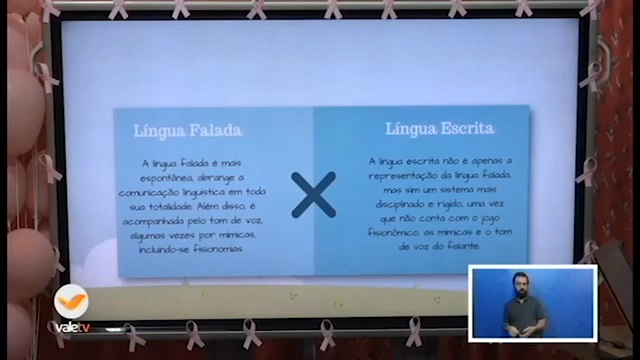 Língua Falada
A língua falada é mais
espontânea, abrange a
comunicação linguística em toda
sua totalidade. Além disso, é
acompanhada pelo tom de voz,
algumas vezes por mímicas,
incluindo-se fisionomias.
Língua Escrita
A língua escrita não é apenas a
representação da língua falada,
mas sim um sistema mais
disciplinado e rígido, uma vez
que não conta com o jogo
fisionômico, as mímicas e o tom
de voz do falante.
valetv